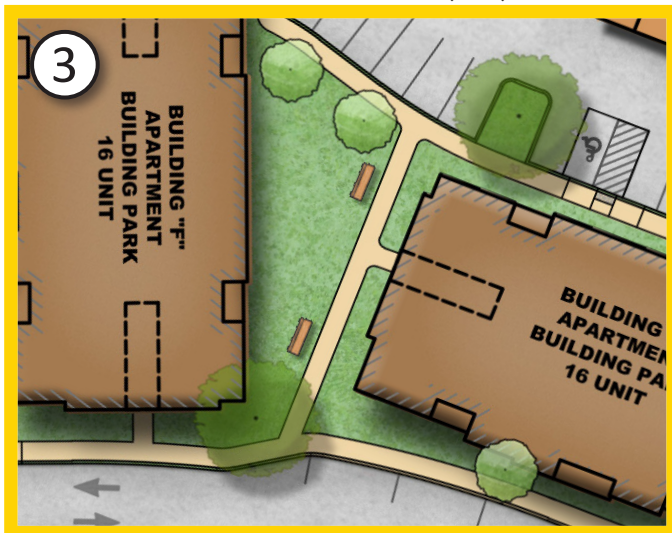 3
BUILDING "F"
APARTMENT
BUILDING PARK
16 UNIT
BUILDING
APARTMEN
BUILDING PA
16 UNIT